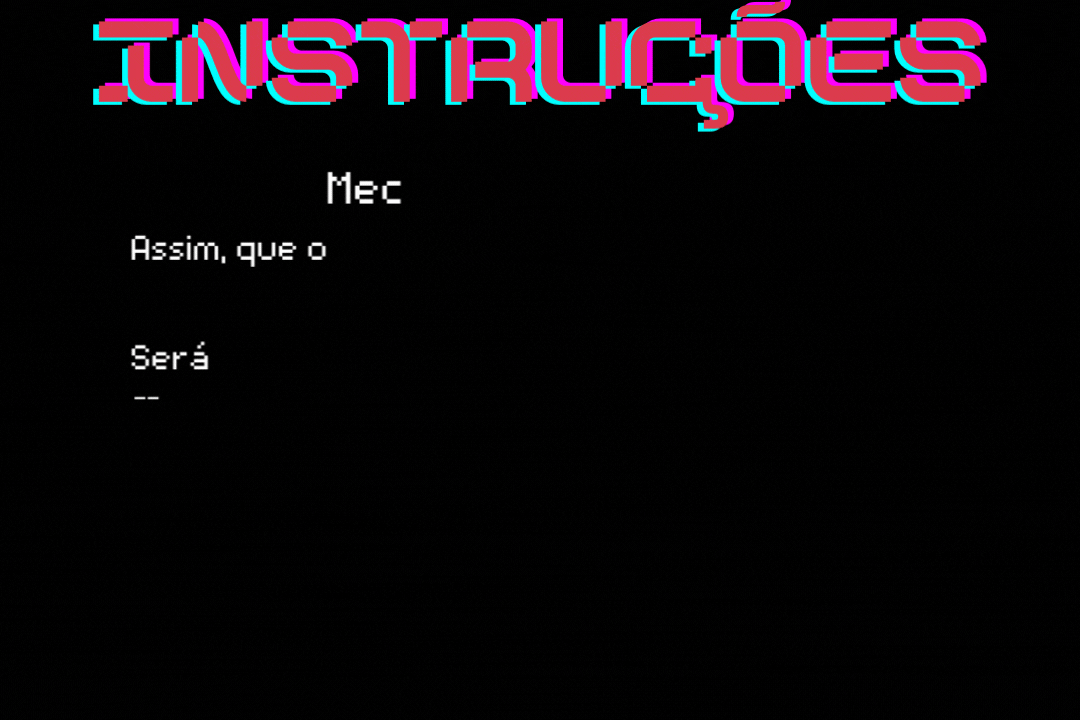 INSTRUÇÕES
Mec
Assim, que o
Será
--